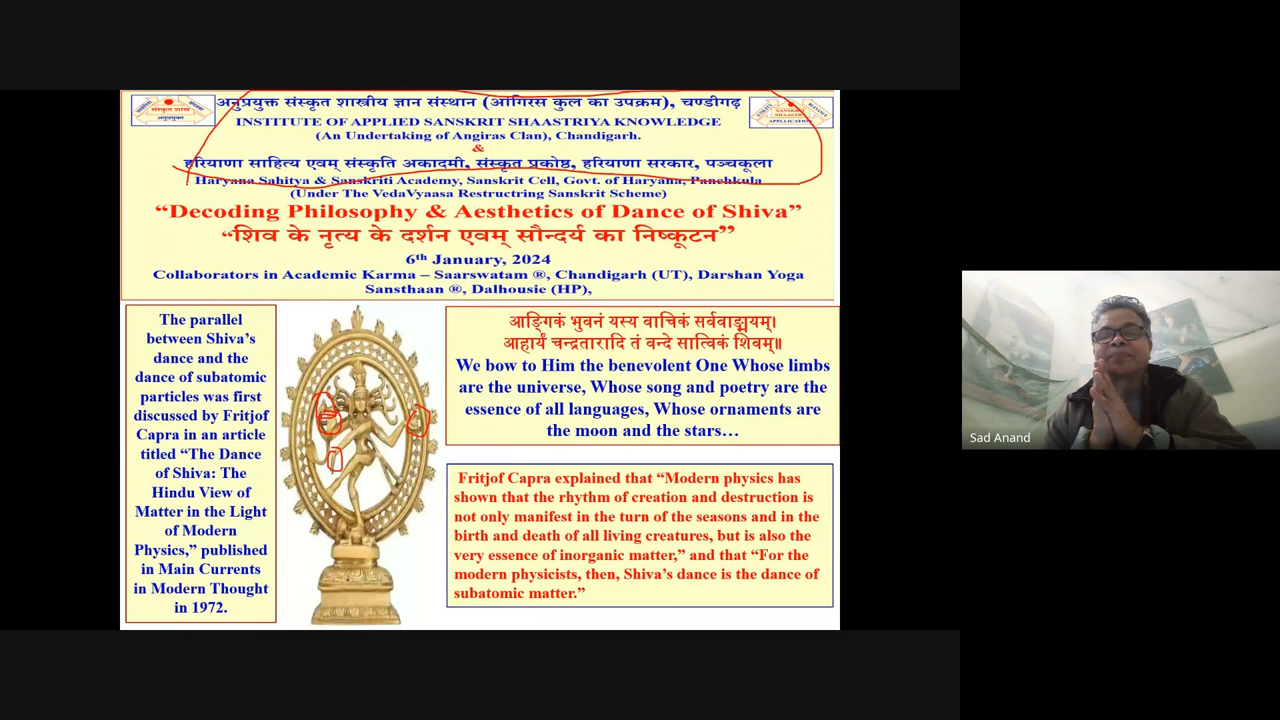 अनुप्रयुक्त संस्कृत शास्त्रीय ज्ञान संस्थान (आंगिरस कुल का उपक्रम), चण्डीगढ़
INSTITUTE OF APPLIED SANSKRIT SHAASTRIYA KNOWLEDGE
(An Undertaking of Angiras Clan), Chandigarh.
&
हरियाणा साहित्य एवम् संस्कृति अकादमी, संस्कृत प्रकोष्ठ, हरियाणा सरकार, पञ्चकूला
Haryana Sahitya & Sanskriti Academy, Sanskrit Cell, Govt. of Haryana, Panchkula
(Under The VedaVyaasa Restructring Sanskrit Scheme)
“Decoding Philosophy & Aesthetics of Dance of Shiva”
“शिव के नृत्य के दर्शन एवम् सौन्दर्य का निष्कूटन”
6th January, 2024
Collaborators in Academic Karma – Saarswatam ®, Chandigarh (UT), Darshan Yoga
Sansthaan ®, Dalhousie (HP),
The parallel
between Shiva’s
dance and the
dance of subatomic
particles was first
discussed by Fritjof
Capra in an article
titled “The Dance
of Shiva: The
Hindu View of
Matter in the Light
of Modern
Physics,” published
in Main Currents
in Modern Thought
in 1972.
आङ्गिकं भुवनं यस्य वाचिकं सर्ववाङ्मयम्।
आहार्यं चन्द्रतारादि तं वन्दे सात्विकं शिवम्॥
We bow to Him the benevolent One Whose limbs
are the universe, Whose song and poetry are the
essence of all languages, Whose ornaments are
the moon and the stars…
Fritjof Capra explained that “Modern physics has
shown that the rhythm of creation and destruction is
not only manifest in the turn of the seasons and in the
birth and death of all living creatures, but is also the
very essence of inorganic matter,” and that “For the
modern physicists, then, Shiva’s dance is the dance of
subatomic matter.”
Sad Anand